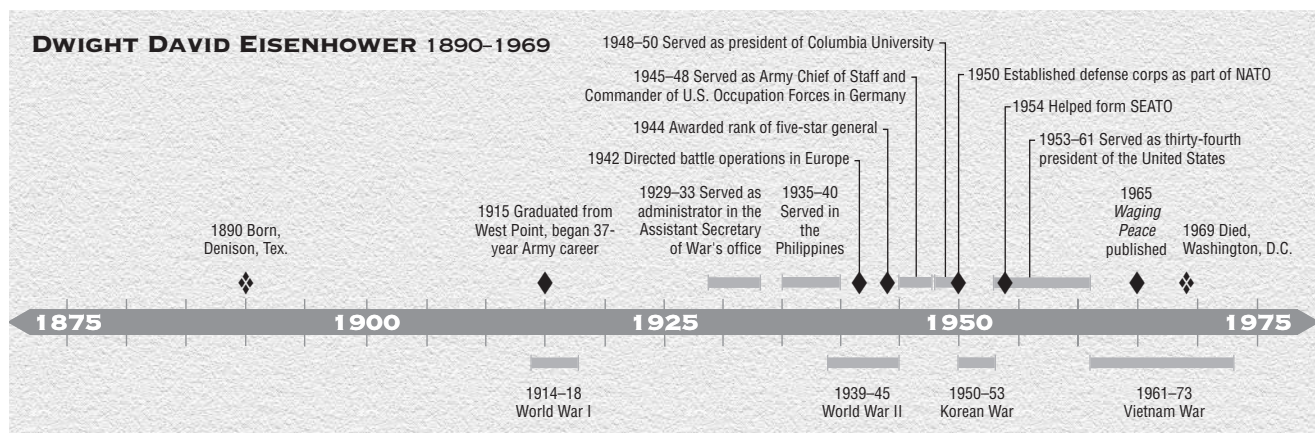 DWIGHT DAVID EISENHOWER 1890–1969
1948–50 Served as president of Columbia University
1945–48 Served as Army Chief of Staff and
Commander of U.S. Occupation Forces in Germany
1944 Awarded rank of five-star general
1942 Directed battle operations in Europe
1950 Established defense corps as part of NATO
1954 Helped form SEATO
1953–61 Served as thirty-fourth
president of the United States
1890 Born,
Denison, Tex.
1915 Graduated from
West Point, began 37-
year Army career
1929–33 Served as
administrator in the
Assistant Secretary
of War's office
1935–40
Served in
the
Philippines
1965
Waging
Peace
published
1969 Died,
Washington, D.C.
1875
1900
1925
1950
1975
1914–18
World War I
1939–45
World War II
1950–53
Korean War
1961–73
Vietnam War